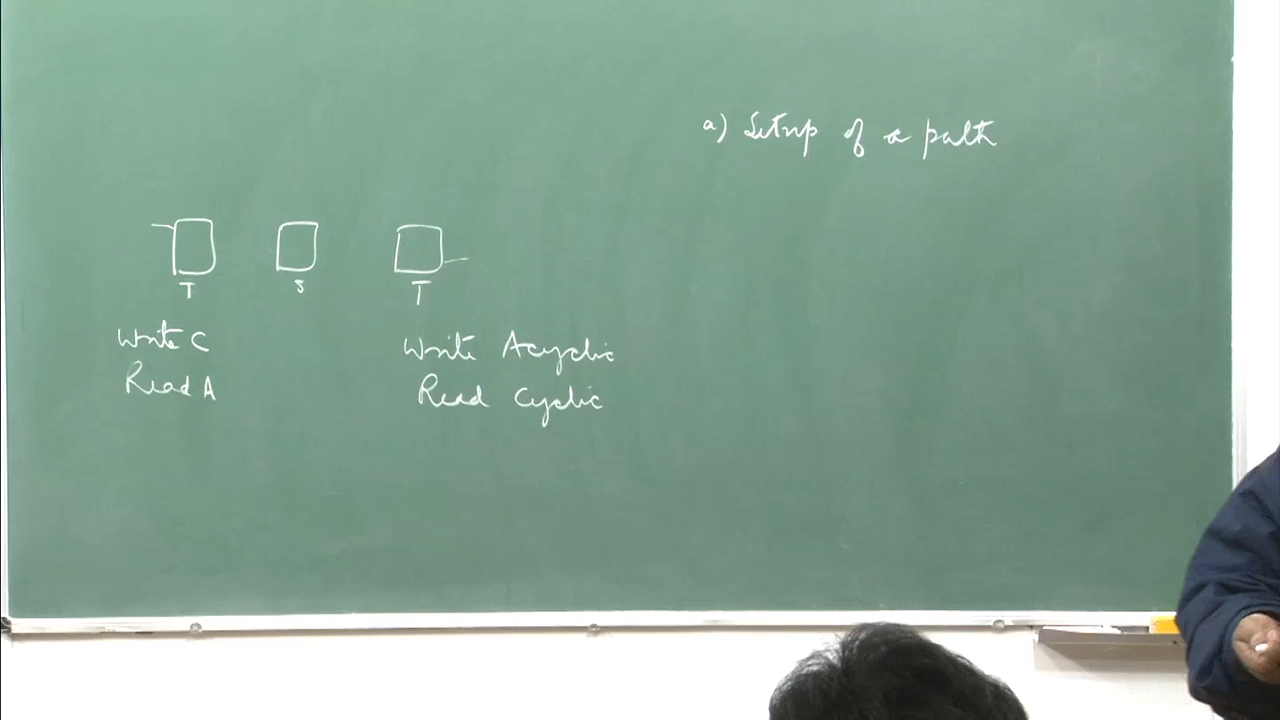 a) Setup of a path
T S T
Write C
Read A
Write Acyclic
Read Cyclic